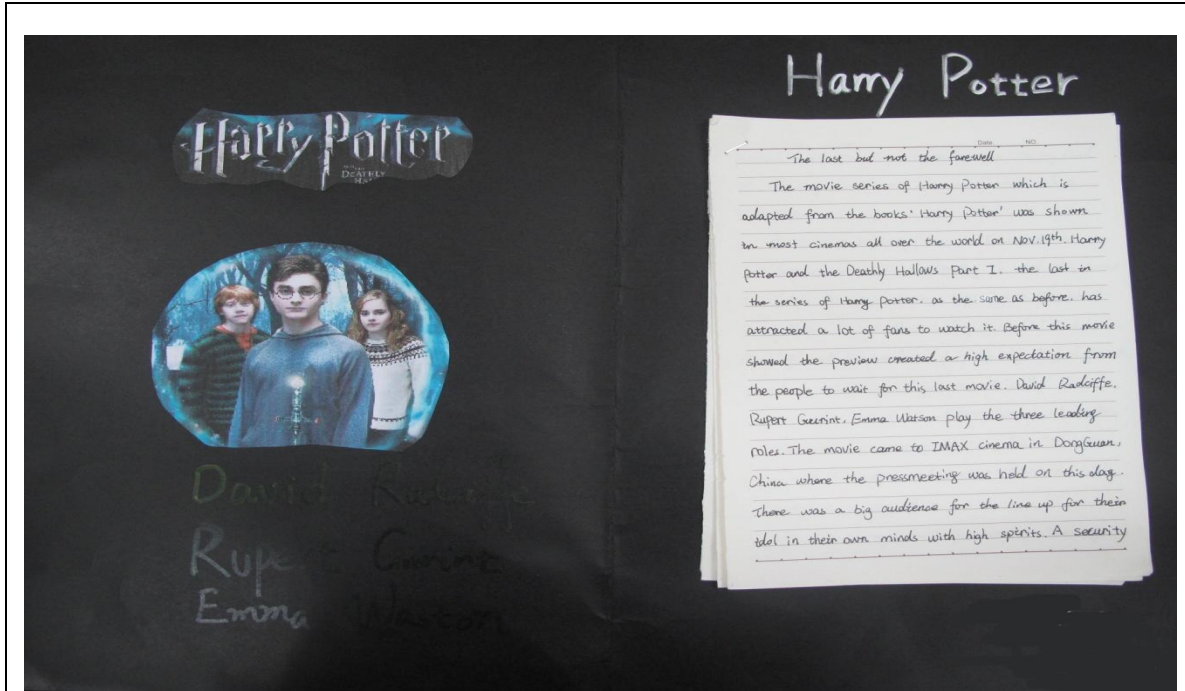 Harry Potter
DEATHLY
David
Rupe
Emma Waston
Harry Potter
Date NO.
The last but not the farewell
The movie series of Harry Potter which is
adapted from the books 'Harry Potter' was shown
in most cinemas all over the world on Nov.19th. Harry
Potter and the Deathly Hallows Part I. the last in
the series of Harry Potter. as the same as before. has
attracted a lot of fans to watch it. Before this movie
showed the preview created a high expectation from
the people to wait for this last movie. David Radciffe.
Rupert Gucrint. Emma Watson play the three leading
roles. The movie came to IMAX cinema in DongGuan,
China where the pressmeeting was held on this day.
There was a big audience for the line up for their
idol in their own minds with high spirits. A security